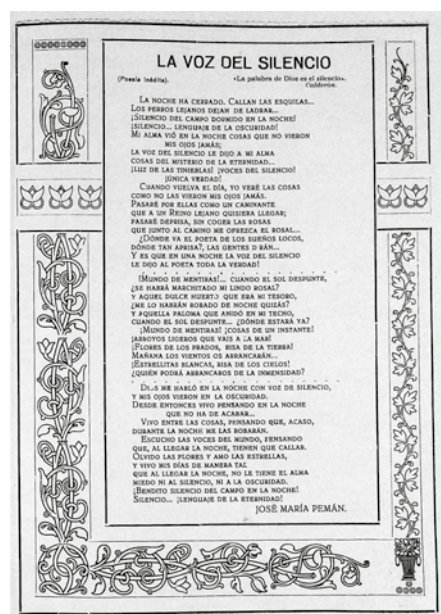 LA VOZ DEL SILENCIO
(Poesía inédita).
«La palabra de Dios es el silencio».
Calderón.
LA NOCHE HA CERRADO. CALLAN LAS ESQUILAS...
LOS PERROS LEJANOS DEJAN DE LADRAR...
¡SILENCIO DEL CAMPO DORMIDO EN LA NOCHE!
¡SILENCIO... LENGUAJE DE LA OSCURIDAD!
MI ALMA VIÓ EN LA NOCHE COSAS QUE NO VIERON
MIS OJOS JAMÁS;
LA VOZ DEL SILENCIO LE DIJO A MI ALMA
COSAS DEL MISTERIO DE LA ETERNIDAD...
¡LUZ DE LAS TINIEBLAS! ¡VOCES DEL SILENCIO!
¡ÚNICA VERDAD!
CUANDO VUELVA EL DÍA, YO VERÉ LAS COSAS
COMO NO LAS VIERON MIS OJOS JAMÁS.
PASARÉ POR ELLAS COMO UN CAMINANTE
QUE A UN REINO LEJANO QUISIERA LLEGAR;
PASARÉ DEPRISA, SIN COGER LAS ROSAS
QUE JUNTO AL CAMINO ME OFREZCA EL ROSAL...
¿DÓNDE VA EL POETA DE LOS SUEÑOS LOCOS,
DÓNDE TAN APRISA?, LAS GENTES D RÁN...
Y ES QUE EN UNA NOCHE LA VOZ DEL SILENCIO
LE DIJO AL POETA TODA LA VERDAD!
¡MUNDO DE MENTIRAS!... CUANDO EL SOL DESPUNTE,
¿SE HABRÁ MARCHITADO MI LINDO ROSAL?
Y AQUEL DULCE HUERTO QUE ERA MI TESORO,
¿ME LO HABRÁN ROBADO DE NOCHE QUIZÁS?
Y AQUELLA PALOMA QUE ANIDÓ EN MI TECHO,
CUANDO EL SOL DESPUNTE... ¿DÓNDE ESTARÁ YA?
¡MUNDO DE MENTIRAS! ¡COSAS DE UN INSTANTE!
¡ARROYOS LIGEROS QUE VAIS A LA MAR!
¡FLORES DE LOS PRADOS, RISA DE LA TIERRA!
MAÑANA LOS VIENTOS OS ARRANCARÁN...
¡ESTRELLITAS BLANCAS, RISA DE LOS CIELOS!
¿QUIÉN PODRÁ ARRANCAROS DE LA INMENSIDAD?
DIOS ME HABLÓ EN LA NOCHE CON VOZ DE SILENCIO,
Y MIS OJOS VIERON EN LA OSCURIDAD.
DESDE ENTONCES VIVO PENSANDO EN LA NOCHE
QUE NO HA DE ACABAR...
VIVO ENTRE LAS COSAS, PENSANDO QUE, ACASO,
DURANTE LA NOCHE ME LAS ROBARÁN.
ESCUCHO LAS VOCES DEL MUNDO, PENSANDO
QUE, AL LLEGAR LA NOCHE, TIENEN QUE CALLAR.
OLVIDO LAS FLORES Y AMO LAS ESTRELLAS,
Y VIVO MIS DÍAS DE MANERA TAL
QUE AL LLEGAR LA NOCHE, NO LE TIENE EL ALMA
MIEDO NI AL SILENCIO, NI A LA OSCURIDAD.
¡BENDITO SILENCIO DEL CAMPO EN LA NOCHE!
SILENCIO... ¡LENGUAJE DE LA ETERNIDAD!
JOSÉ MARÍA PEMÁN.